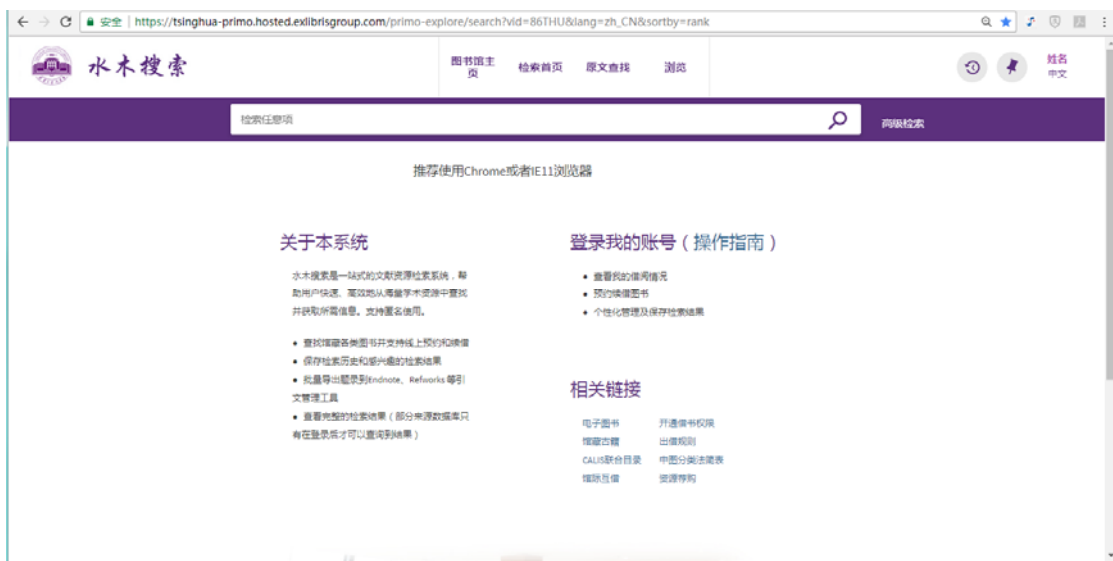 安全 | https://tsinghua-primo.hosted.exlibrisgroup.com/primo-explore/search?vid=86THU&lang=zh_CN&sortby=rank
水木搜索
图书馆主
页
检索首页
原文查找
浏览
姓名
中文
检索任意项
高级检索
推荐使用Chrome或者IE11浏览器
关于本系统
水木搜索是一站式的文献资源检索系统，帮
助用户快速、高效地从海量学术资源中查找
并获取所需信息。支持匿名使用。
• 查找馆藏各类图书并支持线上预约和续借
• 保存检索历史和感兴趣的检索结果
• 批量导出题录到Endnote、Refworks 等引
文管理工具
• 查看完整的检索结果（部分来源数据库只
有在登录后才可以查询到结果）
登录我的账号（操作指南）
• 查看我的借阅情况
• 预约续借图书
• 个性化管理及保存检索结果
相关链接
电子图书 开通借书权限
馆藏古籍 出借规则
CALIS联合目录 中图分类法简表
馆际互借 资源荐购